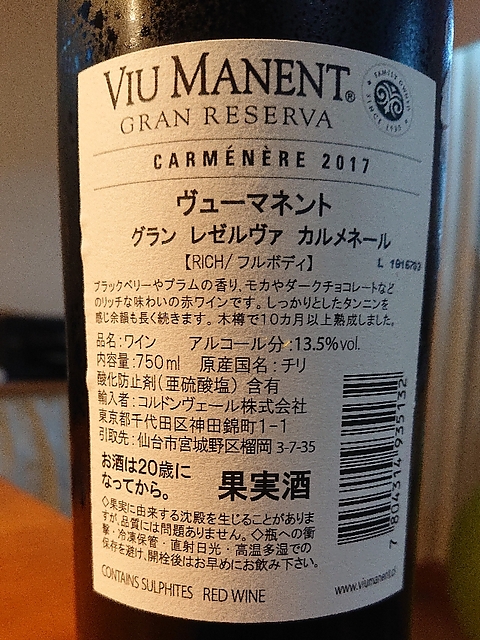 VIU MANENT®
FAMILY OWNED
SINCE 1935
GRAN RESERVA
CARMÉNÈRE 2017
ヴューマネント
グラン レゼルヴァ カルメネール
【RICH/フルボディ】
ブラックベリーやプラムの香り、モカやダークチョコレートなど
のリッチな味わいの赤ワインです。しっかりとしたタンニンを
感じ余韻も長く続きます。木樽で10カ月以上熟成しました。
品名:ワイン アルコール分:13.5%vol.
内容量:750ml 原産国名:チリ
酸化防止剤(亜硫酸塩)含有
輸入者:コルドンヴェール株式会社
東京都千代田区神田錦町1-1
引取先:仙台市宮城野区榴岡3-7-35
お酒は20歳に
なってから。
果実酒
◇果実に由来する沈殿を生じることがありま
すが、品質には問題ありません。◇瓶への衝
撃・冷凍保管・直射日光・高温多湿での
保存を避け、開栓後はお早めにお飲み下さい。
7 804314 935132
CONTAINS SULPHITES RED WINE
www.viumanent.cl